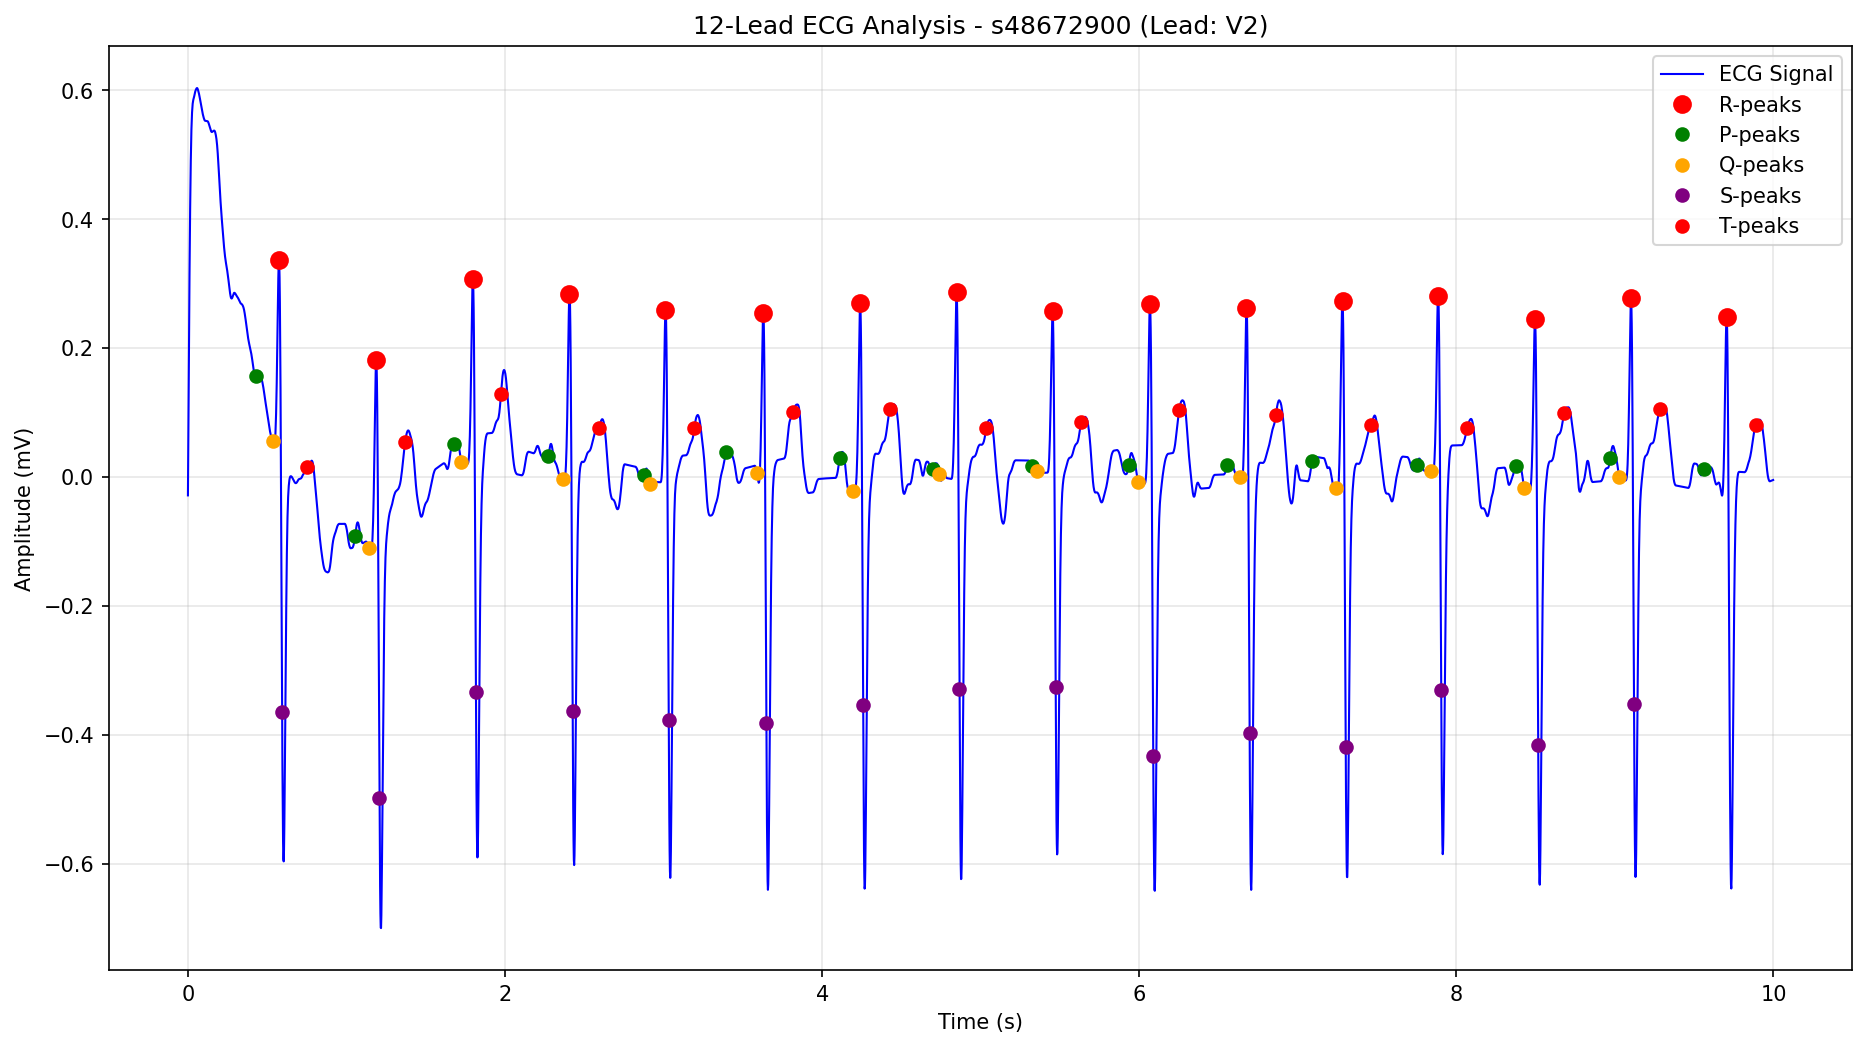 12-Lead ECG Analysis - s48672900 (Lead: V2)
ECG Signal
R-peaks
P-peaks
Q-peaks
S-peaks
T-peaks
Amplitude (mV)
0.6
0.4
0.2
0.0
−0.2
−0.4
−0.6
0 2 4 6 8 10
Time (s)